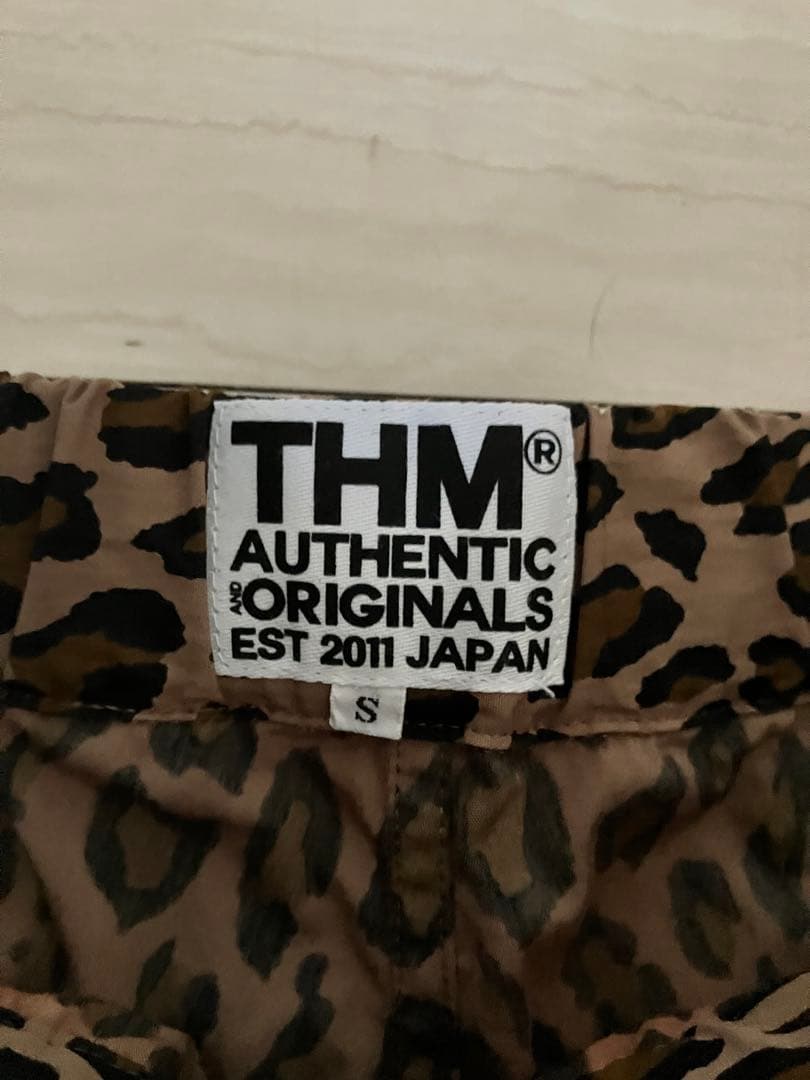 THM®
AUTHENTIC
AND ORIGINALS
EST 2011 JAPAN
S